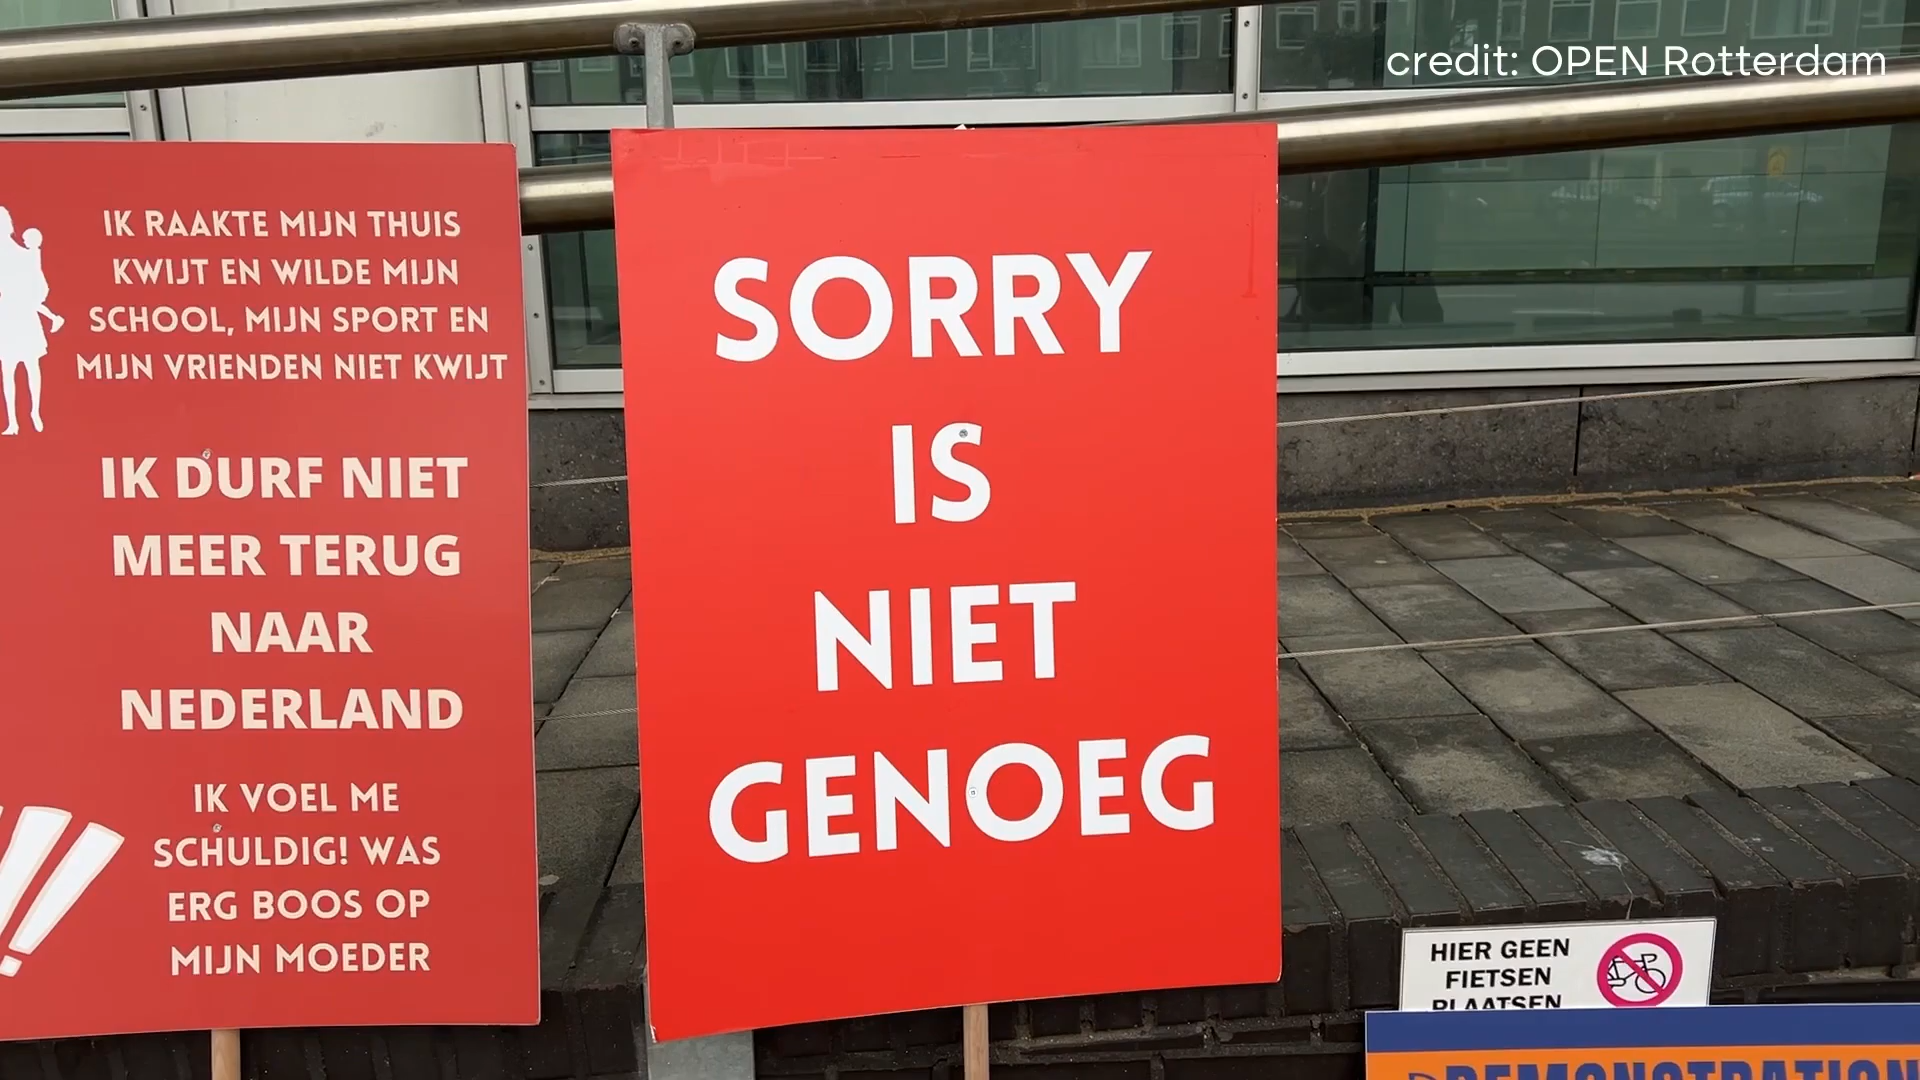 credit: OPEN Rotterdam
IK RAAKTE MIJN THUIS
KWIJT EN WILDE MIJN
SCHOOL, MIJN SPORT EN
MIJN VRIENDEN NIET KWIJT
IK DURF NIET
MEER TERUG
NAAR
NEDERLAND
IK VOEL ME
SCHULDIG! WAS
ERG BOOS OP
MIJN MOEDER
SORRY
IS
NIET
GENOEG
HIER GEEN
FIETSEN
PLAATSEN
DEMONSTRATION